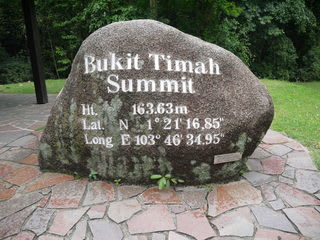 Bukit Timah
Summit
Ht. 163.63m
Lat. N 1° 21' 16.85"
Long. E 103° 46' 34.95"